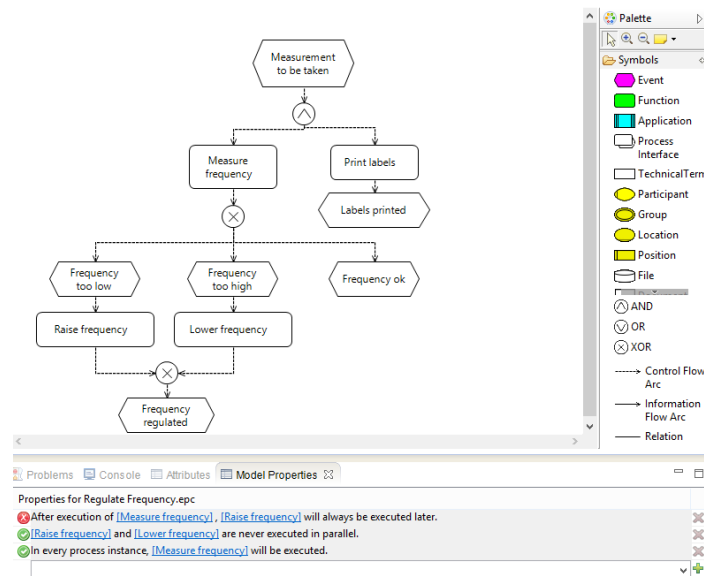 Measurement
to be taken
Measure
frequency
Print labels
Labels printed
Frequency
too low
Frequency
too high
Frequency ok
Raise frequency
Lower frequency
Frequency
regulated
Palette
Symbols
Event
Function
Application
Process
Interface
TechnicalTerm
Participant
Group
Location
Position
File
AND
OR
XOR
Control Flow
Arc
Information
Flow Arc
Relation
Problems Console Attributes Model Properties
Properties for Regulate Frequency.epc
After execution of [Measure frequency] , [Raise frequency] will always be executed later.
[Raise frequency] and [Lower frequency] are never executed in parallel.
In every process instance, [Measure frequency] will be executed.